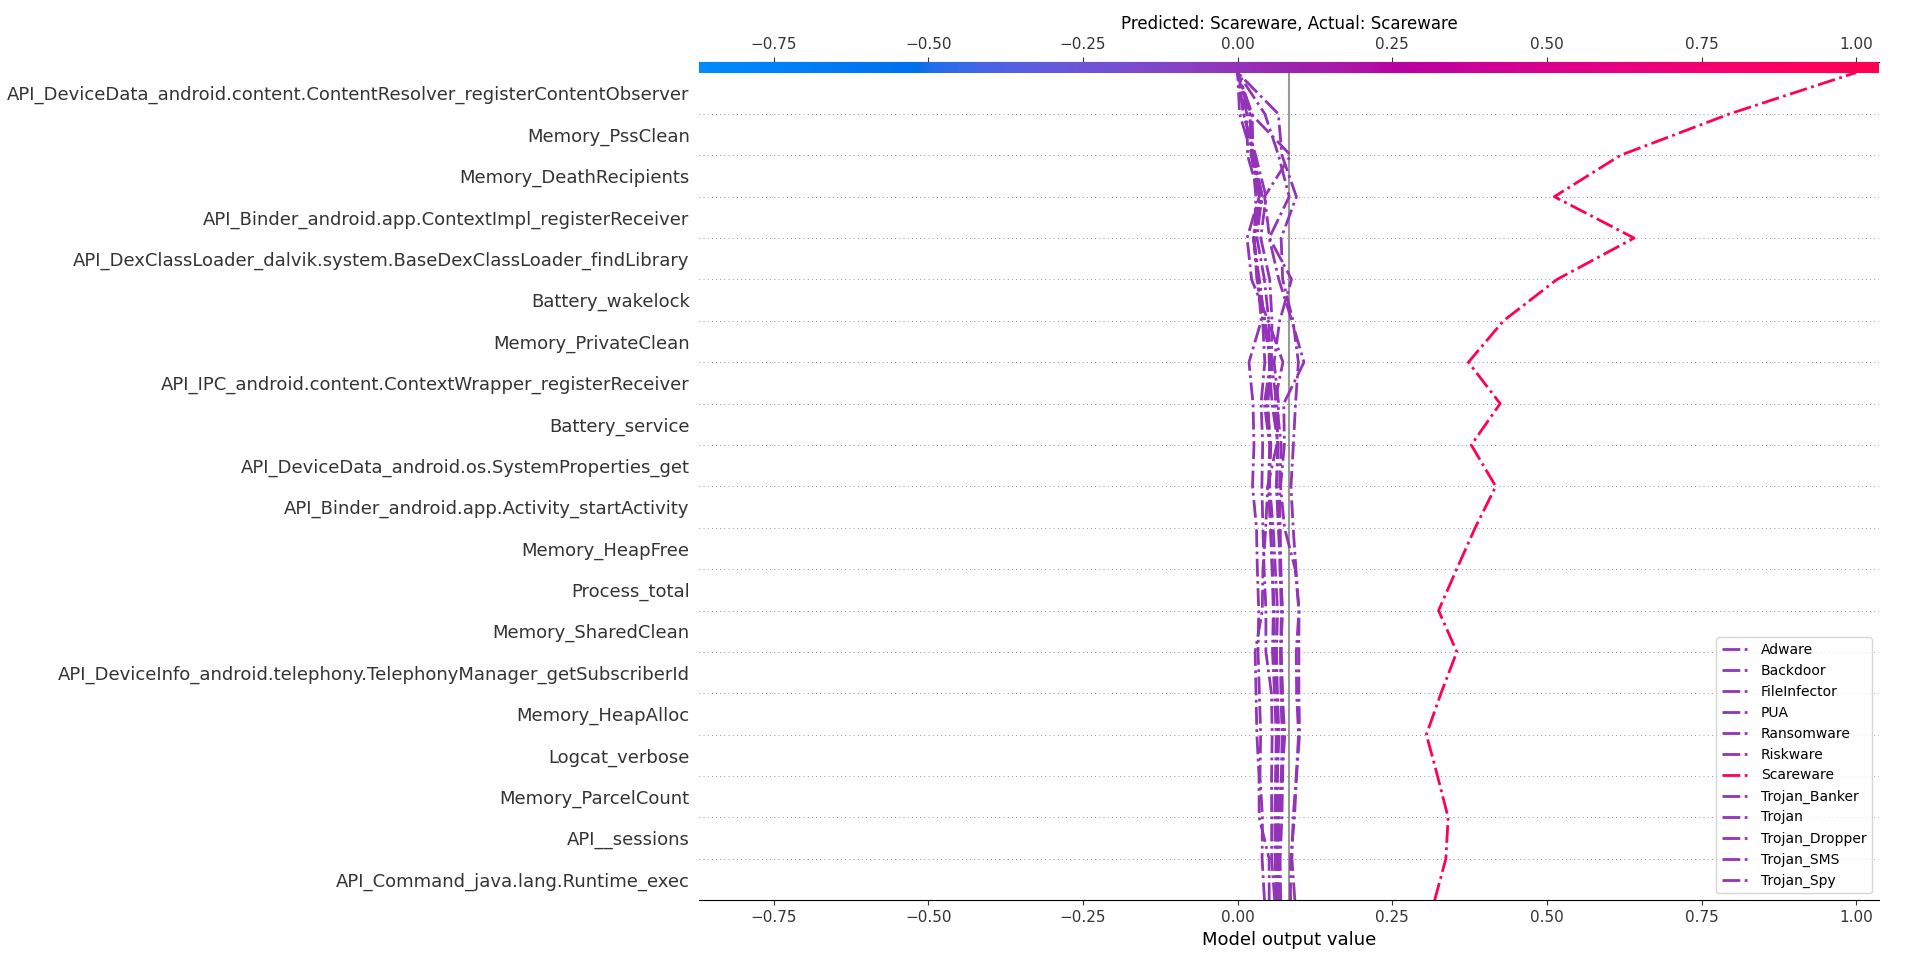 Predicted: Scareware, Actual: Scareware
−0.75 −0.50 −0.25 0.00 0.25 0.50 0.75 1.00
API_DeviceData_android.content.ContentResolver_registerContentObserver
Memory_PssClean
Memory_DeathRecipients
API_Binder_android.app.ContextImpl_registerReceiver
API_DexClassLoader_dalvik.system.BaseDexClassLoader_findLibrary
Battery_wakelock
Memory_PrivateClean
API_IPC_android.content.ContextWrapper_registerReceiver
Battery_service
API_DeviceData_android.os.SystemProperties_get
API_Binder_android.app.Activity_startActivity
Memory_HeapFree
Process_total
Memory_SharedClean
API_DeviceInfo_android.telephony.TelephonyManager_getSubscriberId
Memory_HeapAlloc
Logcat_verbose
Memory_ParcelCount
API__sessions
API_Command_java.lang.Runtime_exec
Adware
Backdoor
FileInfector
PUA
Ransomware
Riskware
Scareware
Trojan_Banker
Trojan
Trojan_Dropper
Trojan_SMS
Trojan_Spy
−0.75 −0.50 −0.25 0.00 0.25 0.50 0.75 1.00
Model output value